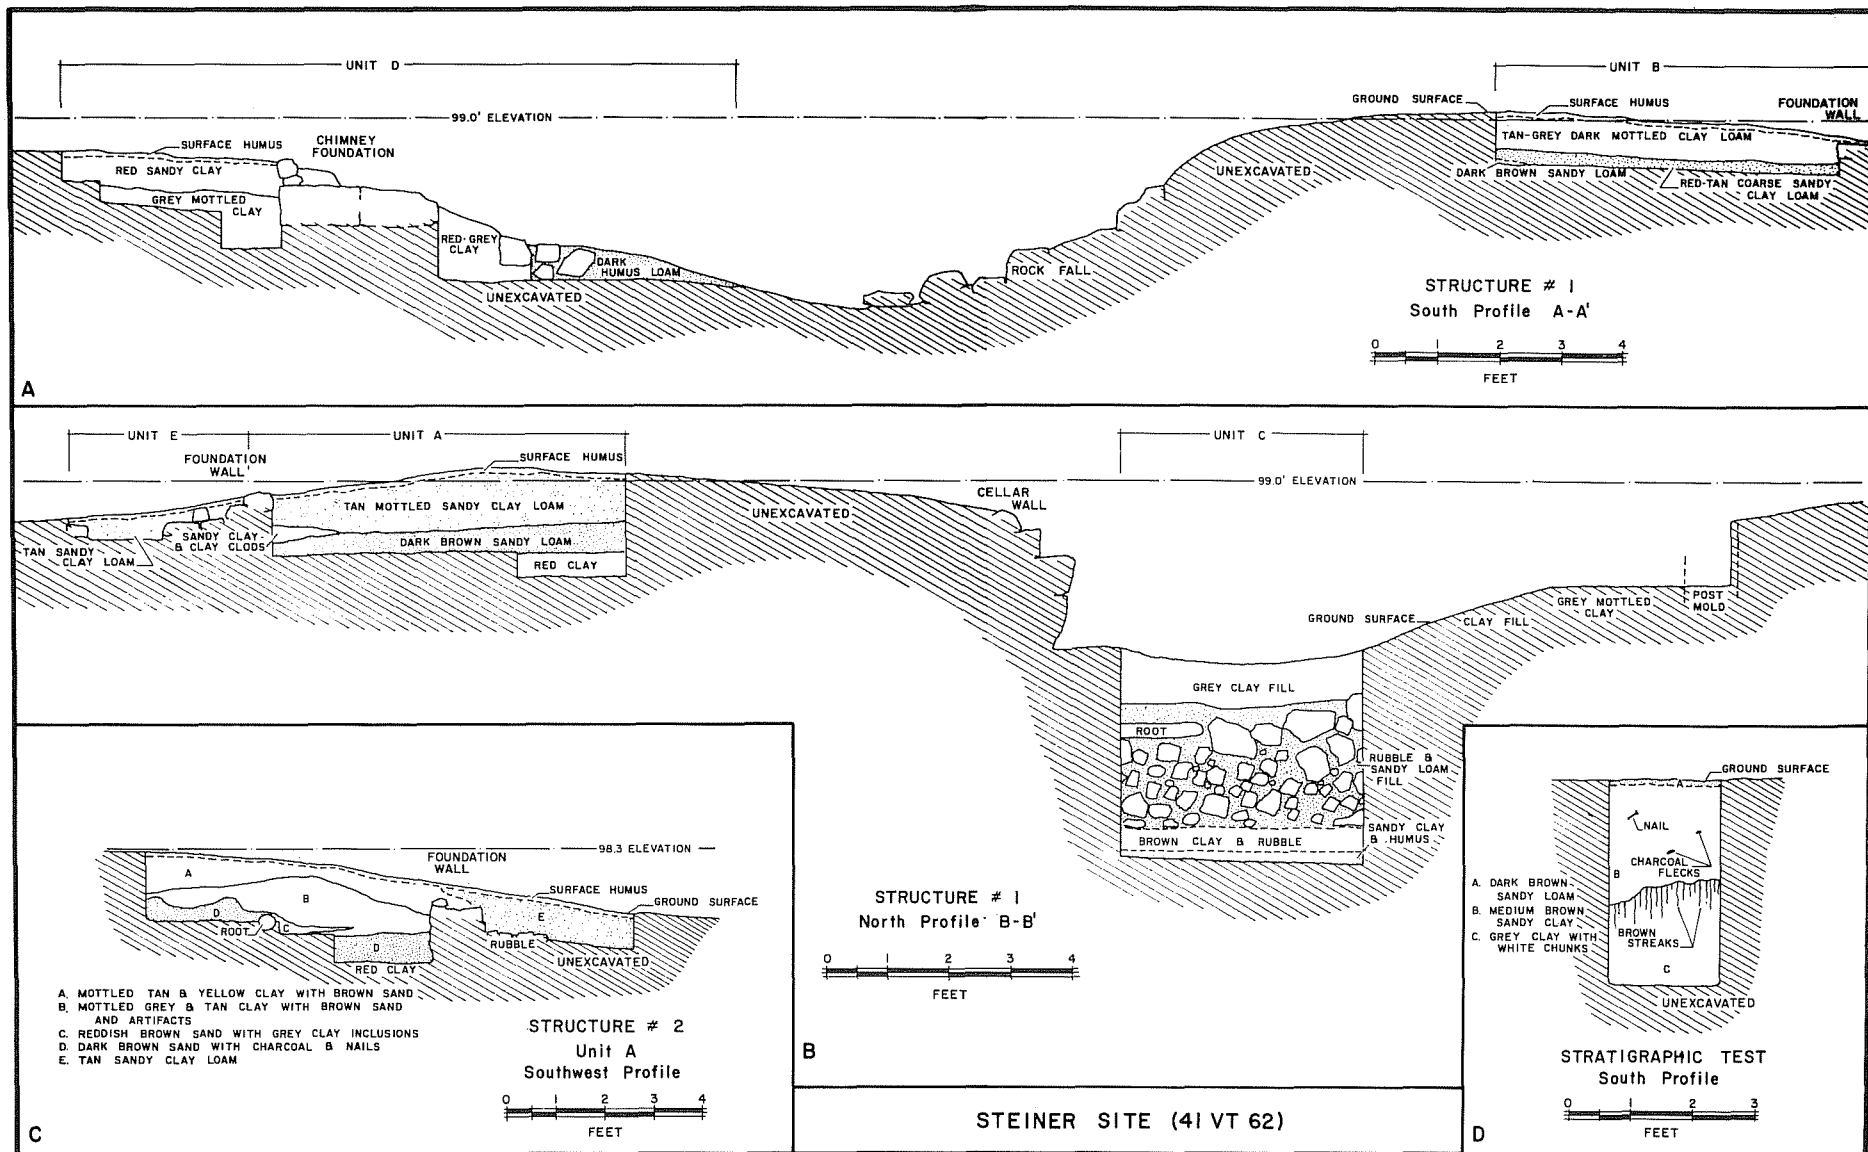 UNIT D
UNIT B
99.0' ELEVATION
GROUND SURFACE
SURFACE HUMUS
FOUNDATION
WALL
TAN-GREY DARK MOTTLED CLAY LOAM
DARK BROWN SANDY LOAM
RED-TAN COARSE SANDY
CLAY LOAM
SURFACE HUMUS
CHIMNEY
FOUNDATION
RED SANDY CLAY
GREY MOTTLED
CLAY
RED-GREY
CLAY
DARK
HUMUS LOAM
UNEXCAVATED
ROCK FALL
UNEXCAVATED
STRUCTURE # 1
South Profile A-A'
0 1 2 3 4
FEET
A
UNIT E
UNIT A
UNIT C
FOUNDATION
WALL
SURFACE HUMUS
99.0' ELEVATION
TAN MOTTLED SANDY CLAY LOAM
UNEXCAVATED
CELLAR
WALL
TAN SANDY
CLAY LOAM
SANDY CLAY
& CLAY CLODS
DARK BROWN SANDY LOAM
RED CLAY
GROUND SURFACE
CLAY FILL
GREY MOTTLED
CLAY
POST
MOLD
GREY CLAY FILL
ROOT
RUBBLE &
SANDY LOAM
FILL
SANDY CLAY
& HUMUS
BROWN CLAY & RUBBLE
STRUCTURE # 1
North Profile B-B'
0 1 2 3 4
FEET
B
98.3 ELEVATION
FOUNDATION
WALL
SURFACE HUMUS
GROUND SURFACE
A
B
D
ROOT
C
E
D
RUBBLE
RED CLAY
UNEXCAVATED
A. MOTTLED TAN & YELLOW CLAY WITH BROWN SAND
B. MOTTLED GREY & TAN CLAY WITH BROWN SAND
AND ARTIFACTS
C. REDDISH BROWN SAND WITH GREY CLAY INCLUSIONS
D. DARK BROWN SAND WITH CHARCOAL & NAILS
E. TAN SANDY CLAY LOAM
STRUCTURE # 2
Unit A
Southwest Profile
0 1 2 3 4
FEET
C
GROUND SURFACE
A
NAIL
CHARCOAL
FLECKS
B
BROWN
STREAKS
C
UNEXCAVATED
A. DARK BROWN
SANDY LOAM
B. MEDIUM BROWN
SANDY CLAY
C. GREY CLAY WITH
WHITE CHUNKS
STRATIGRAPHIC TEST
South Profile
0 1 2 3
FEET
D
STEINER SITE (41 VT 62)